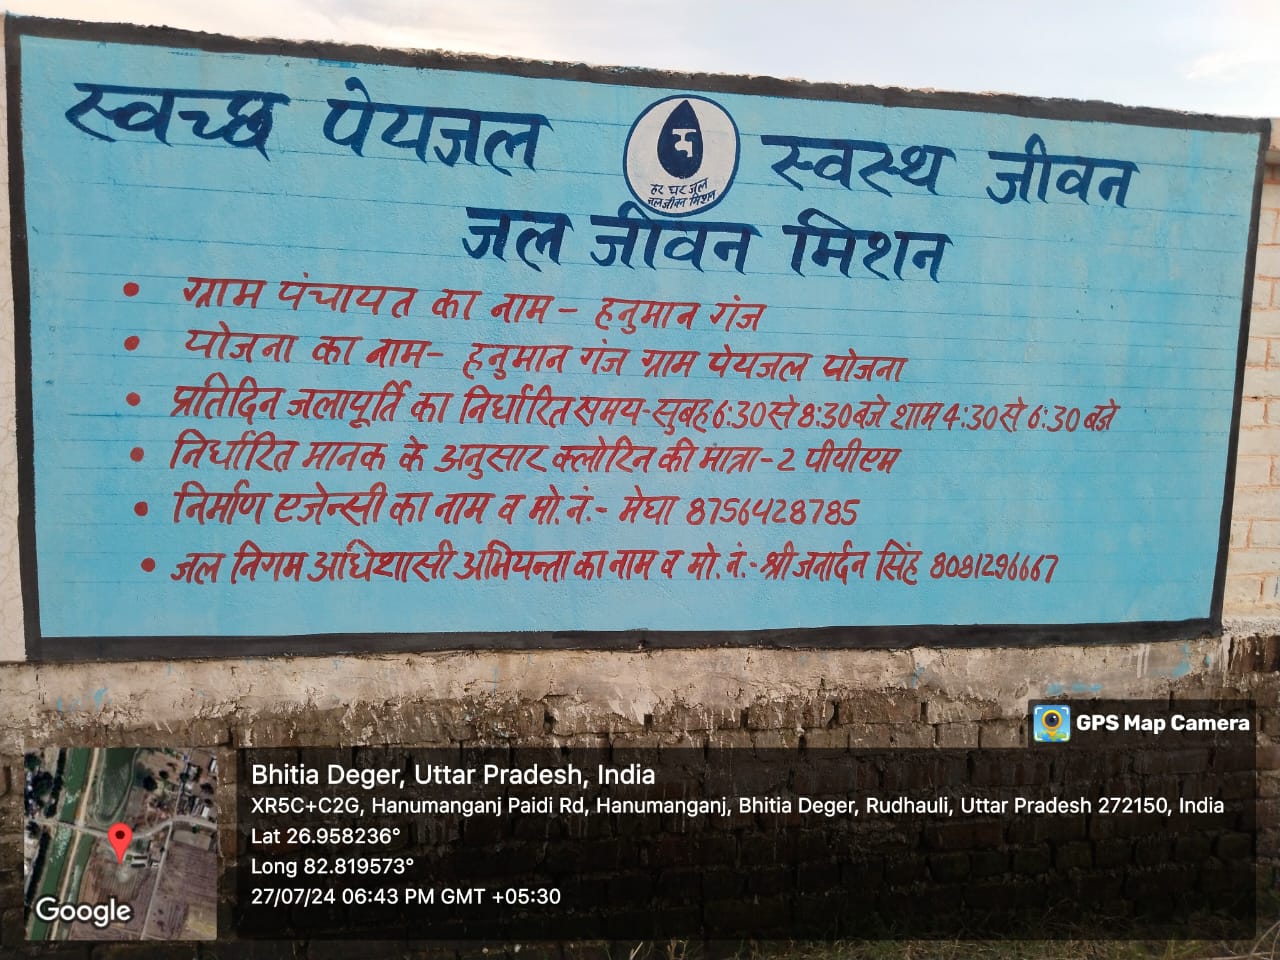 स्वच्छ पेयजल स्वस्थ जीवन
हर घर जल
जल जीवन मिशन
जल जीवन मिशन
• ग्राम पंचायत का नाम - हनुमान गंज
• योजना का नाम - हनुमान गंज ग्राम पेयजल योजना
• प्रतिदिन जलापूर्ति का निर्धारित समय - सुबह 6:30 से 8:30 बजे शाम 4:30 से 6:30 बजे
• निर्धारित मानक के अनुसार क्लोरिन की मात्रा - 2 पीपीएम
• निर्माण एजेन्सी का नाम व मो. नं. - मेघा 8756428785
• जल निगम अधिशासी अभियन्ता का नाम व मो. नं. - श्री जनार्दन सिंह 8081296667
GPS Map Camera
Bhitia Deger, Uttar Pradesh, India
XR5C+C2G, Hanumanganj Paidi Rd, Hanumanganj, Bhitia Deger, Rudhauli, Uttar Pradesh 272150, India
Lat 26.958236°
Long 82.819573°
27/07/24 06:43 PM GMT +05:30
Google